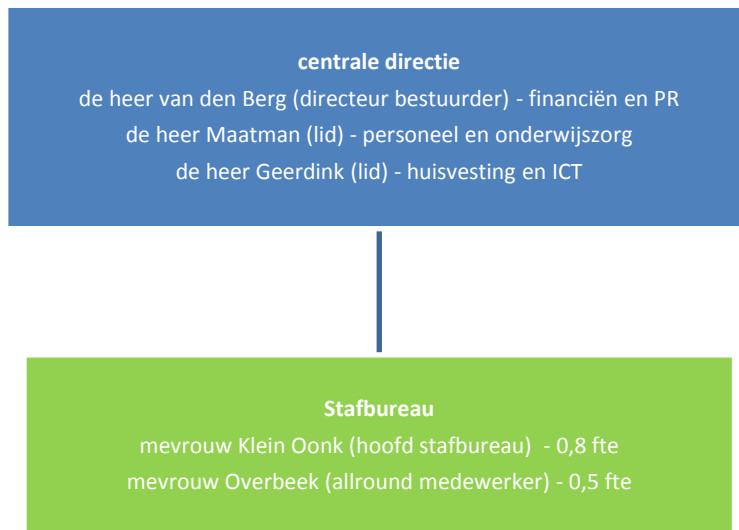 centrale directie
de heer van den Berg (directeur bestuurder) - financiën en PR
de heer Maatman (lid) - personeel en onderwijszorg
de heer Geerdink (lid) - huisvesting en ICT
Stafbureau
mevrouw Klein Oonk (hoofd stafbureau)  - 0,8 fte
mevrouw Overbeek (allround medewerker) - 0,5 fte